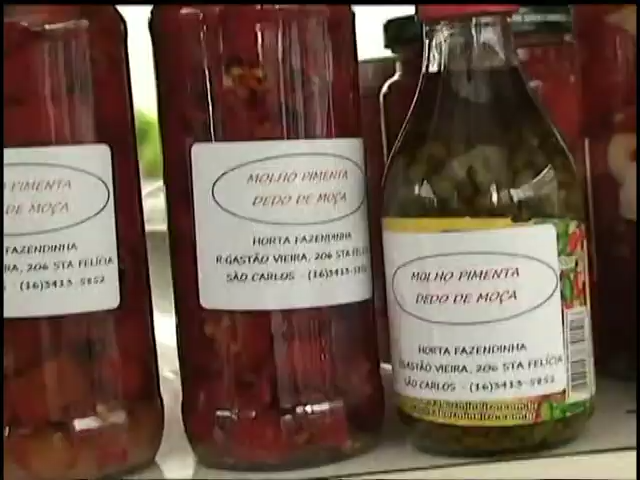 MOLHO PIMENTA
DEDO DE MOÇA
HORTA FAZENDINHA
R.GASTÃO VIEIRA, 206 STA FELÍ
SÃO CARLOS - (16)3413-
MOLHO PIMENTA
DEDO DE MOÇA
HORTA FAZENDINHA
GASTÃO VIEIRA, 206 STA FELÍCIA
SÃO CARLOS - (16)3413-5852
PIMENTA
DE MOÇA
FAZENDINHA
RA, 206 STA FELÍCIA
- (16)3413-5852